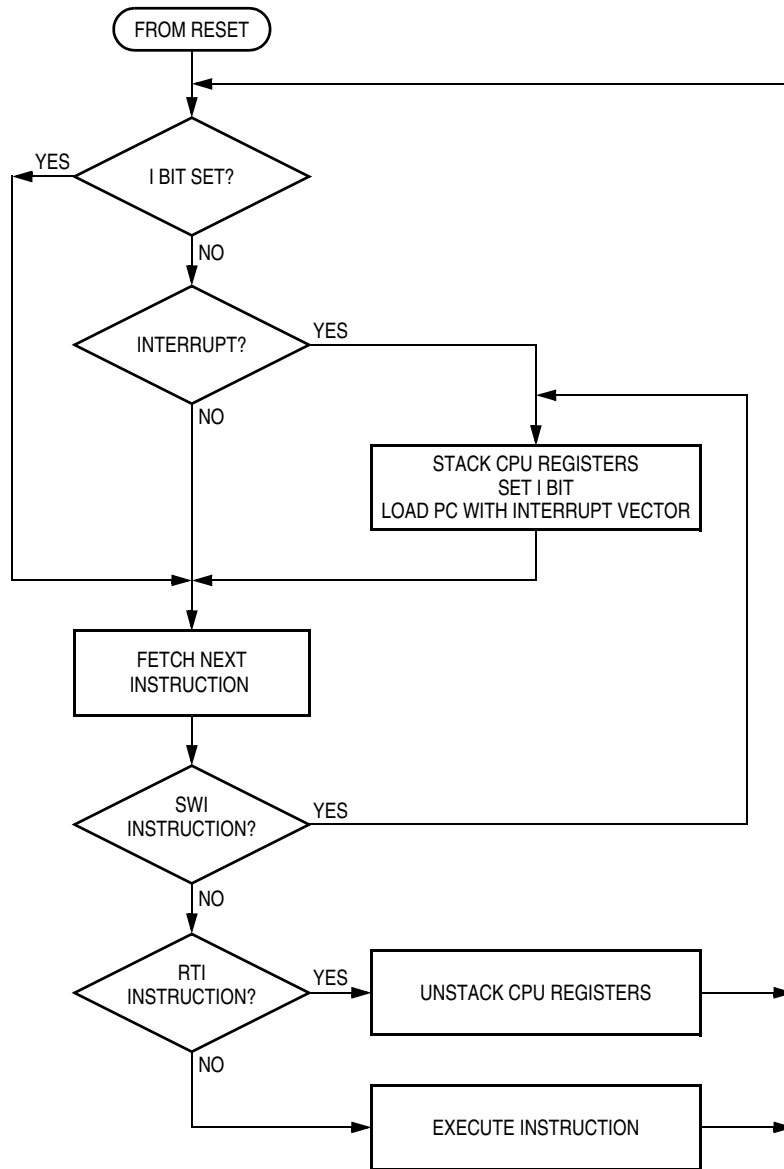 FROM RESET
YES
I BIT SET?
NO
INTERRUPT?
YES
NO
STACK CPU REGISTERS
SET I BIT
LOAD PC WITH INTERRUPT VECTOR
FETCH NEXT
INSTRUCTION
SWI
INSTRUCTION?
YES
NO
RTI
INSTRUCTION?
YES
UNSTACK CPU REGISTERS
NO
EXECUTE INSTRUCTION